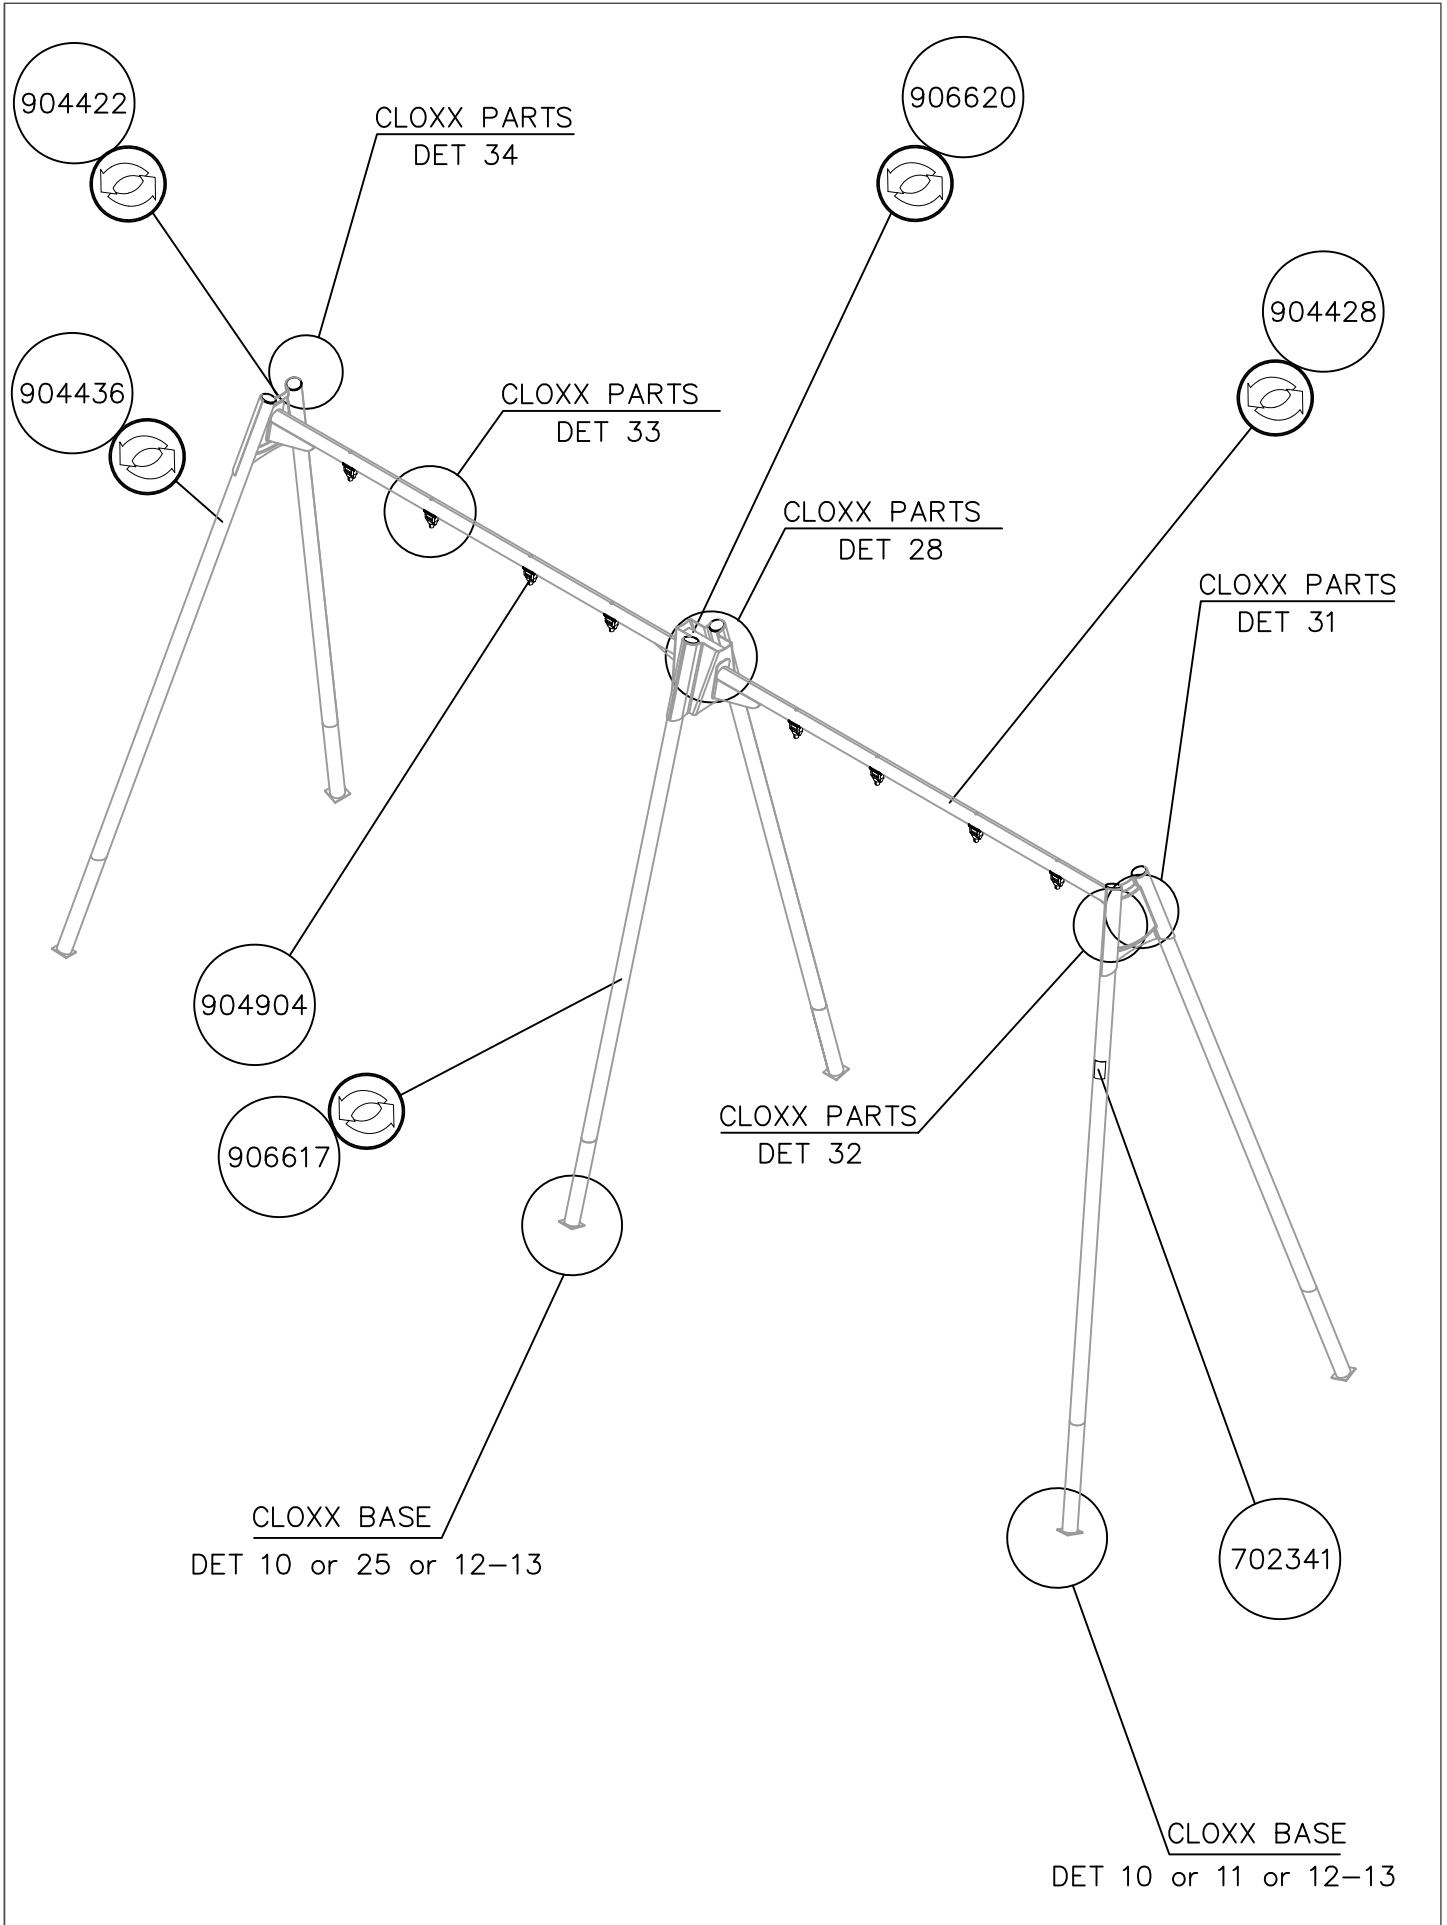 904422
CLOXX PARTS
DET 34
906620
904428
904436
CLOXX PARTS
DET 33
CLOXX PARTS
DET 28
CLOXX PARTS
DET 31
904904
906617
CLOXX PARTS
DET 32
CLOXX BASE
DET 10 or 25 or 12-13
702341
CLOXX BASE
DET 10 or 11 or 12-13